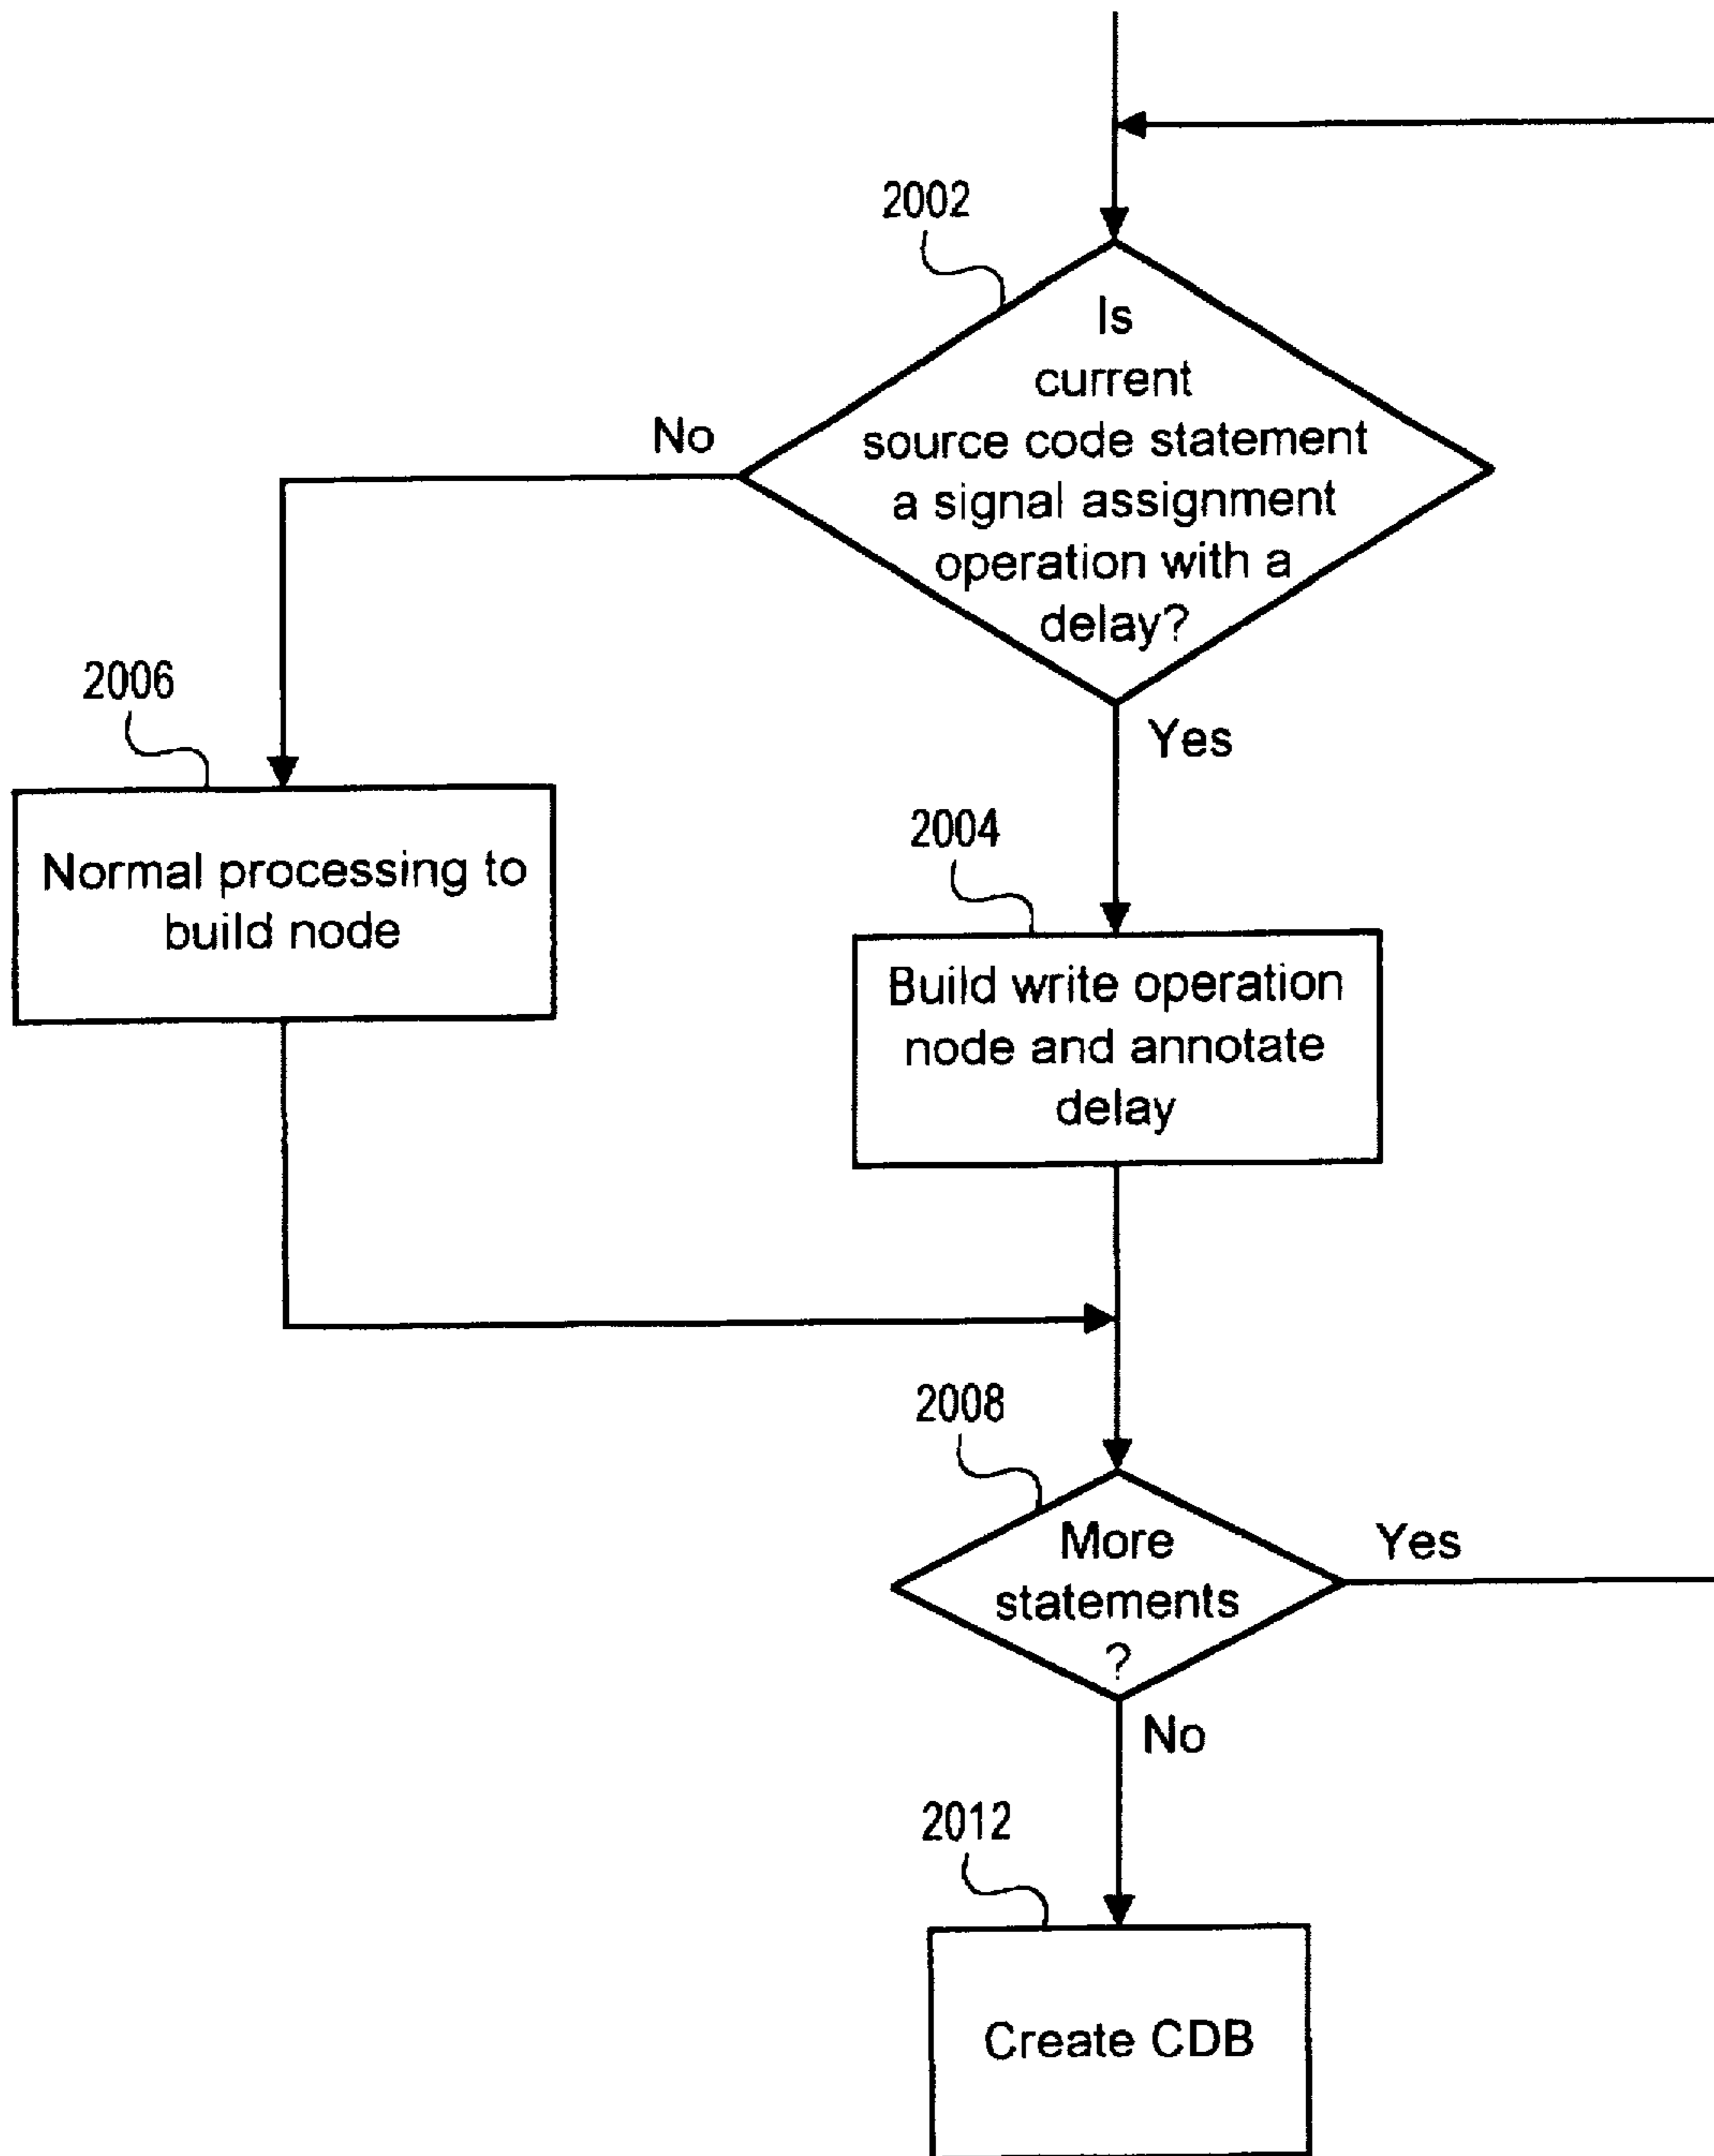 2002
Is
current
source code statement
a signal assignment
operation with a
delay?
No
Yes
2006
Normal processing to
build node
2004
Build write operation
node and annotate
delay
2008
More
statements
?
Yes
No
2012
Create CDB